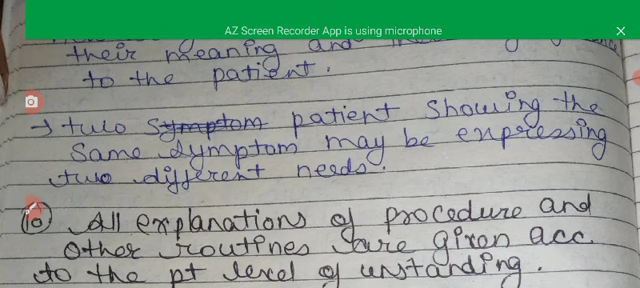 AZ Screen Recorder App is using microphone
their meaning and
to the patient.
→ two symptom patient showing the
same symptom may be expressing
two different needs.
10 All explanations of procedure and
other routines are given acc.
to the pt level of unstanding.